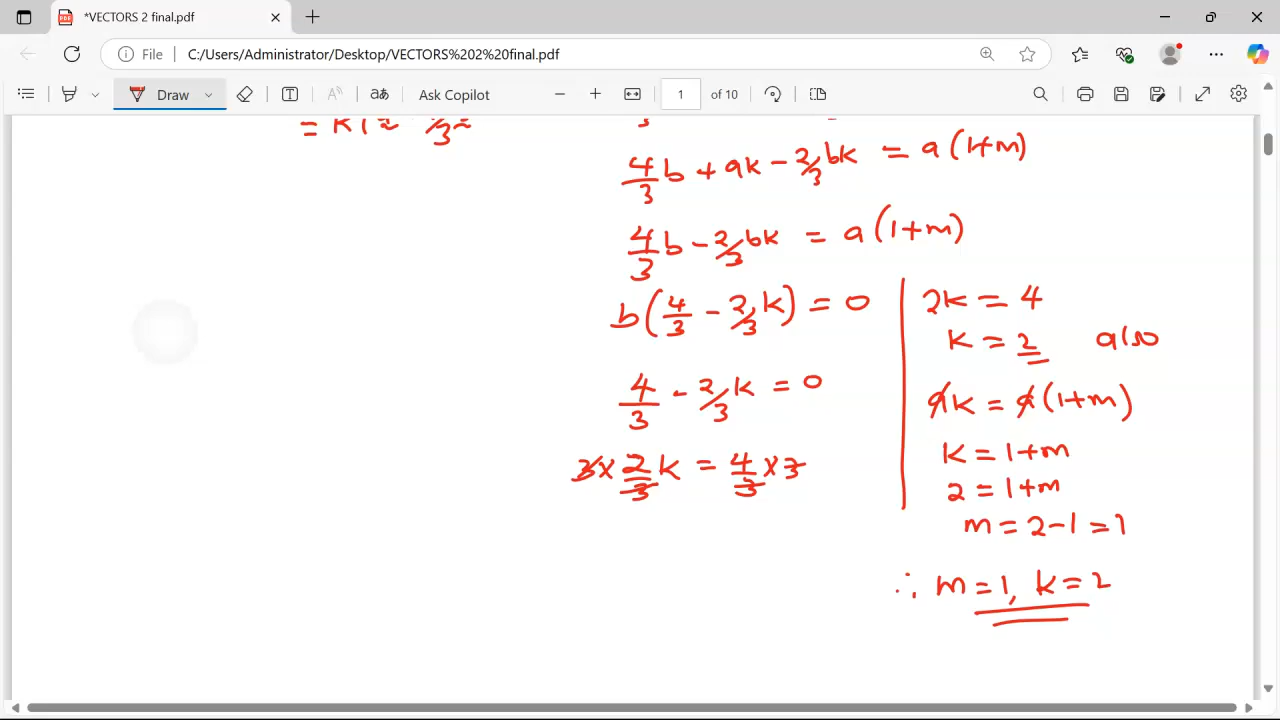 *VECTORS 2 final.pdf
File C:/Users/Administrator/Desktop/VECTORS%202%20final.pdf
Draw aあ Ask Copilot 1 of 10
4/3 b + ak - 2/3 bk = a(1+m)
4/3 b - 2/3 bk = a(1+m)
b(4/3 - 2/3 k) = 0
4/3 - 2/3 k = 0
3 x 2/3 k = 4/3 x 3
2k = 4
k = 2 also
ak = a(1+m)
k = 1+m
2 = 1+m
m = 2-1 = 1
∴ m = 1, k = 2